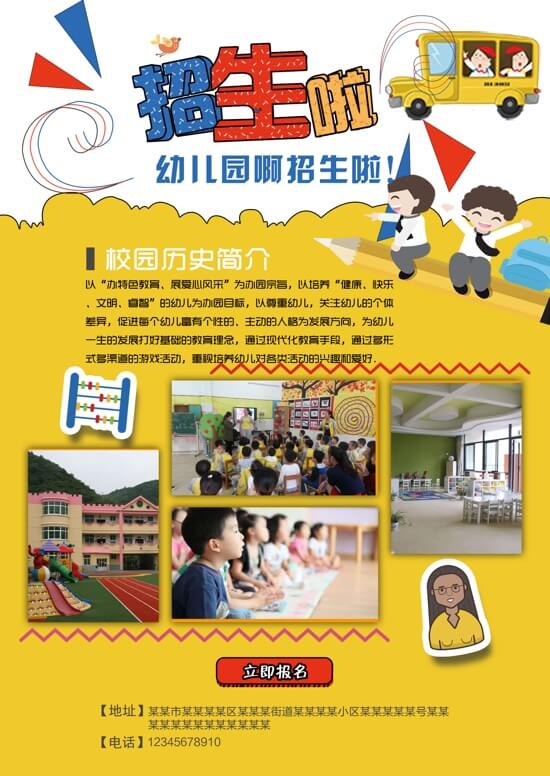 招生啦
幼儿园啊招生啦！
校园历史简介
以“办特色教育、展爱心风采”为办园宗旨，以培养“健康、快乐
、文明、睿智”的幼儿为办园目标，以尊重幼儿，关注幼儿的个体
差异，促进每个幼儿富有个性的、主动的人格为发展方向，为幼儿
一生的发展打好基础的教育理念，通过现代化教育手段，通过多形
式多渠道的游戏活动，重视培养幼儿对各类活动的兴趣和爱好.
立即报名
【地址】某某市某某某某区某某某街道某某某某小区某某某某某号某某
某某某某某某某某某某某
【电话】12345678910